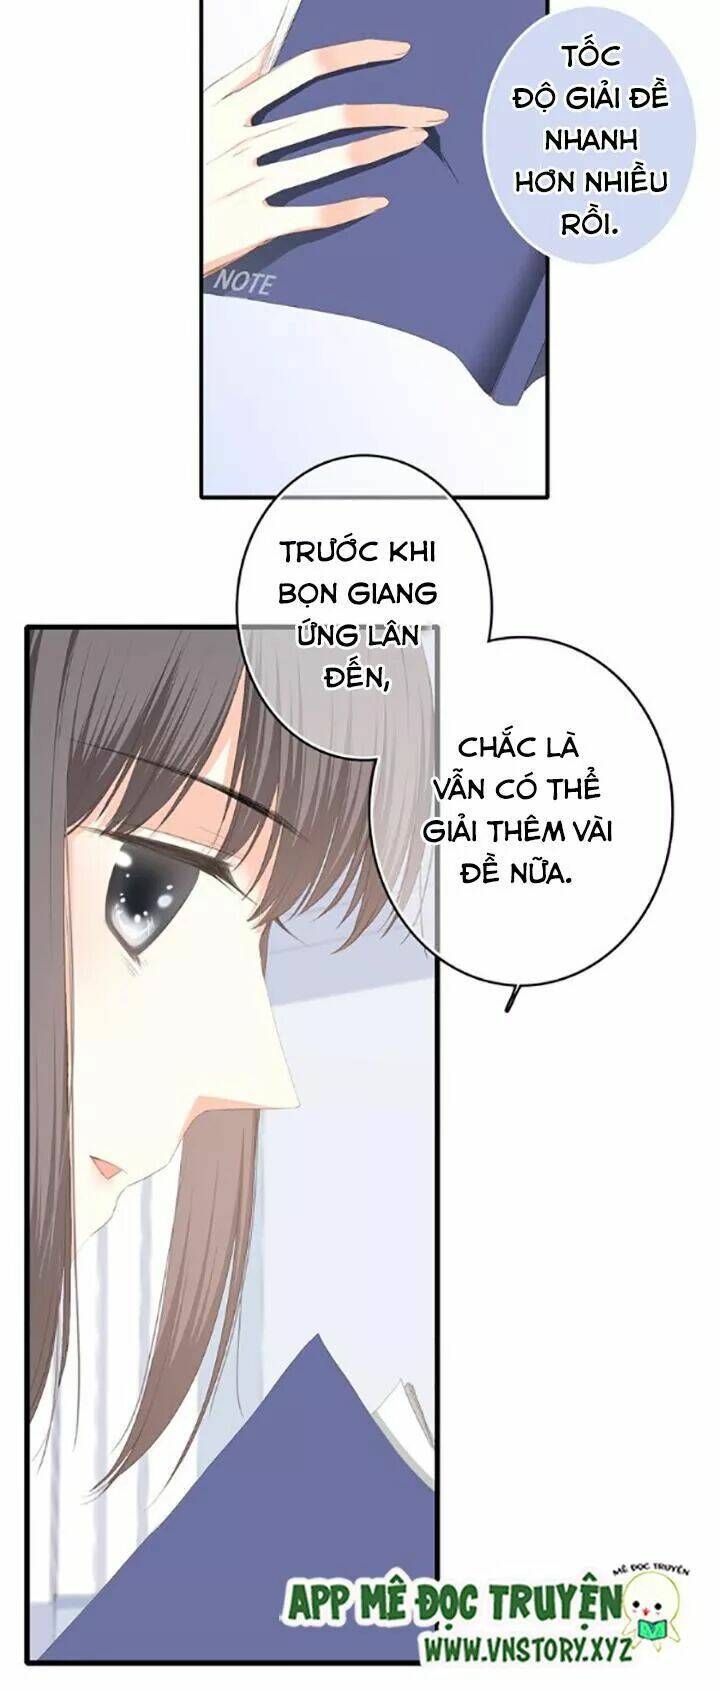 TỐC
ĐỘ GIẢI ĐỀ
NHANH
HƠN NHIỀU
RỒI.
NOTE
TRƯỚC KHI
BỌN GIANG
ỨNG LÂN
ĐẾN,
CHẮC LÀ
VẪN CÓ THỂ
GIẢI THÊM VÀI
ĐỀ NỮA.
MÊ ĐỌC TRUYỆN
APP MÊ ĐỌC TRUYỆN
WWW.VNSTORY.XYZ